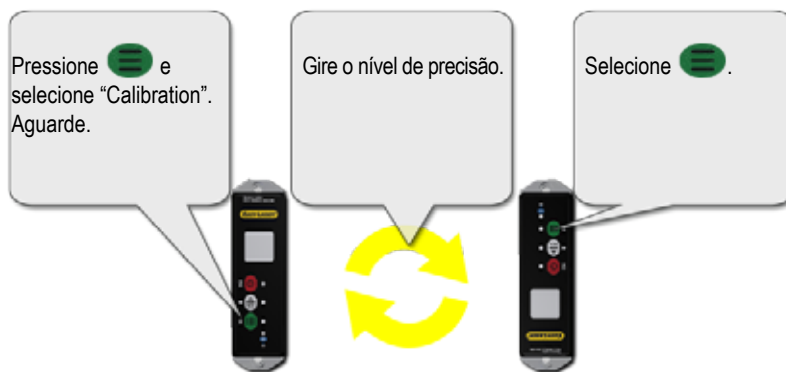 Pressione e
selecione “Calibration”.
Aguarde.
Gire o nível de precisão.
Selecione .